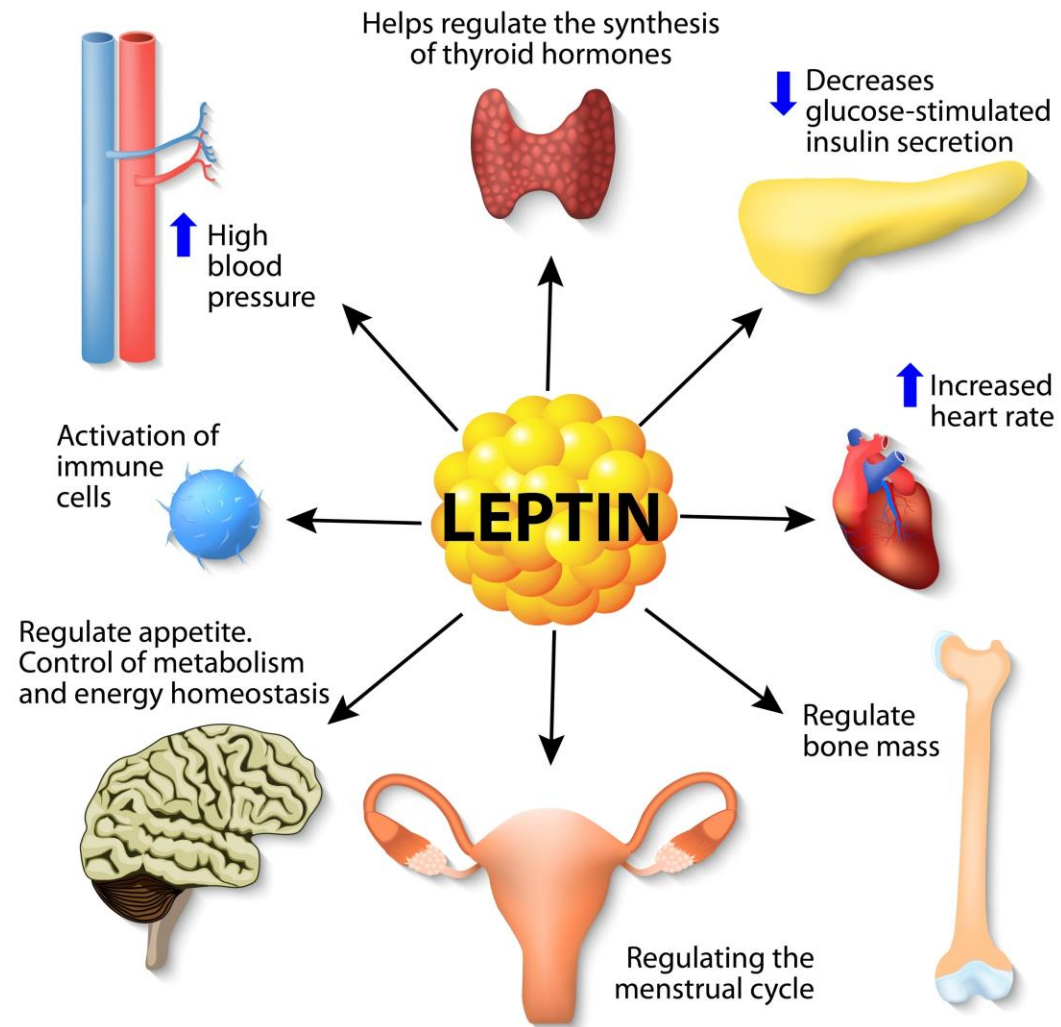 Helps regulate the synthesis
of thyroid hormones
Decreases
glucose-stimulated
insulin secretion
High
blood
pressure
Increased
heart rate
Activation of
immune
cells
LEPTIN
Regulate appetite.
Control of metabolism
and energy homeostasis
Regulate
bone mass
Regulating the
menstrual cycle